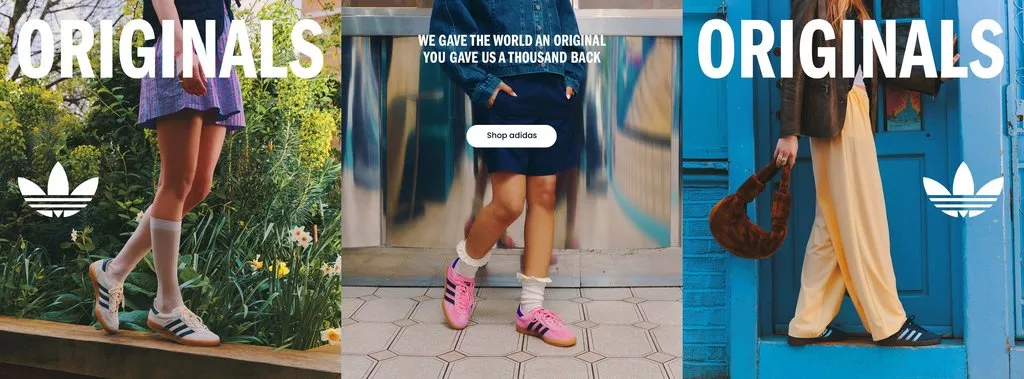 ORIGINALS
WE GAVE THE WORLD AN ORIGINAL
YOU GAVE US A THOUSAND BACK
Shop adidas
ORIGINALS